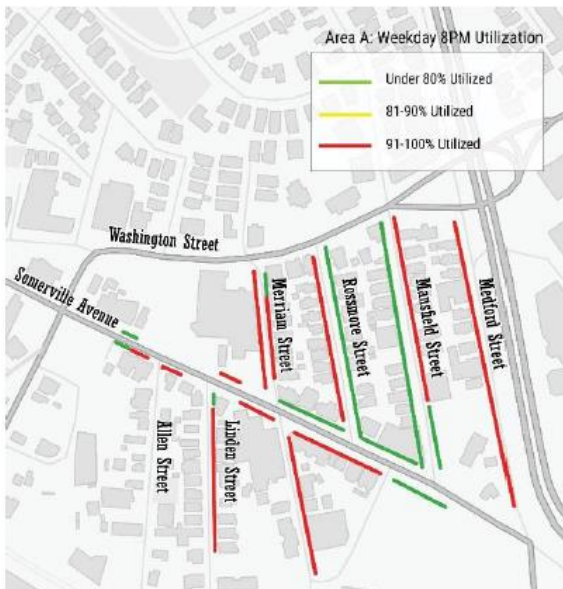 Area A: Weekday 8PM Utilization
Under 80% Utilized
81-90% Utilized
91-100% Utilized
Washington Street
Somerville Avenue
Merriam Street
Rossmore Street
Mansfield Street
Medford Street
Allen Street
Linden Street